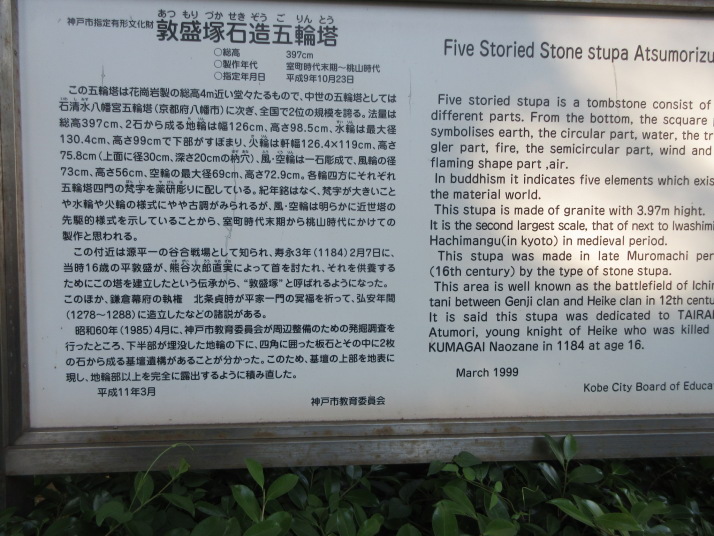 神戸市指定有形文化財
あつ もり づか せき ぞう ご りん とう
敦盛塚石造五輪塔
○総高 397cm
○製作年代 室町時代末期～桃山時代
○指定年月日 平成9年10月23日
この五輪塔は花崗岩製の総高4m近い堂々たるもので、中世の五輪塔としては
石清水八幡宮五輪塔（京都府八幡市）に次ぎ、全国で2位の規模を誇る。法量は
総高397cm、2石から成る地輪は幅126cm、高さ98.5cm、水輪は最大径
130.4cm、高さ99cmで下部がすぼまり、火輪は軒幅126.4×119cm、高さ
75.8cm（上面に径30cm、深さ20cmの枘穴）、風・空輪は一石彫成で、風輪の径
73cm、高さ56cm、空輪の最大径69cm、高さ72.9cm。各輪四方にそれぞれ
五輪塔四門の梵字を薬研彫りに配している。紀年銘はなく、梵字が大きいこと
や水輪や火輪の様式にやや古調がみられるが、風・空輪は明らかに近世塔の
先駆的様式を示していることから、室町時代末期から桃山時代にかけての
製作と思われる。
この付近は源平一の谷合戦場として知られ、寿永3年（1184）2月7日に、
当時16歳の平敦盛が、熊谷次郎直実によって首を討たれ、それを供養する
ためにこの塔を建立したという伝承から、“敦盛塚”と呼ばれるようになった。
このほか、鎌倉幕府の執権 北条貞時が平家一門の冥福を祈って、弘安年間
（1278～1288）に造立したなどの諸説がある。
昭和60年（1985）4月に、神戸市教育委員会が周辺整備のための発掘調査を
行ったところ、下半部が埋没した地輪の下に、四角に囲った板石とその中に2枚
の石から成る基壇遺構があることが分かった。このため、基壇の上部を地表に
現し、地輪部以上を完全に露出するように積み直した。
平成11年3月
神戸市教育委員会
Five Storied Stone stupa Atsumorizu
Five storied stupa is a tombstone consist of
different parts. From the bottom, the scquare
symbolises earth, the circular part, water, the tr
gler part, fire, the semicircular part, wind and
flaming shape part ,air.
In buddhism it indicates five elements which exis
the material world.
This stupa is made of granite with 3.97m hight.
It is the second largest scale, that of next to Iwashimi
Hachimangu(in kyoto) in medieval period.
This stupa was made in late Muromachi per
(16th century) by the type of stone stupa.
This area is well known as the battlefield of Ichin
tani between Genji clan and Heike clan in 12th centu
It is said this stupa was dedicated to TAIRA
Atumori, young knight of Heike who was killed
KUMAGAI Naozane in 1184 at age 16.
March 1999
Kobe City Board of Educa